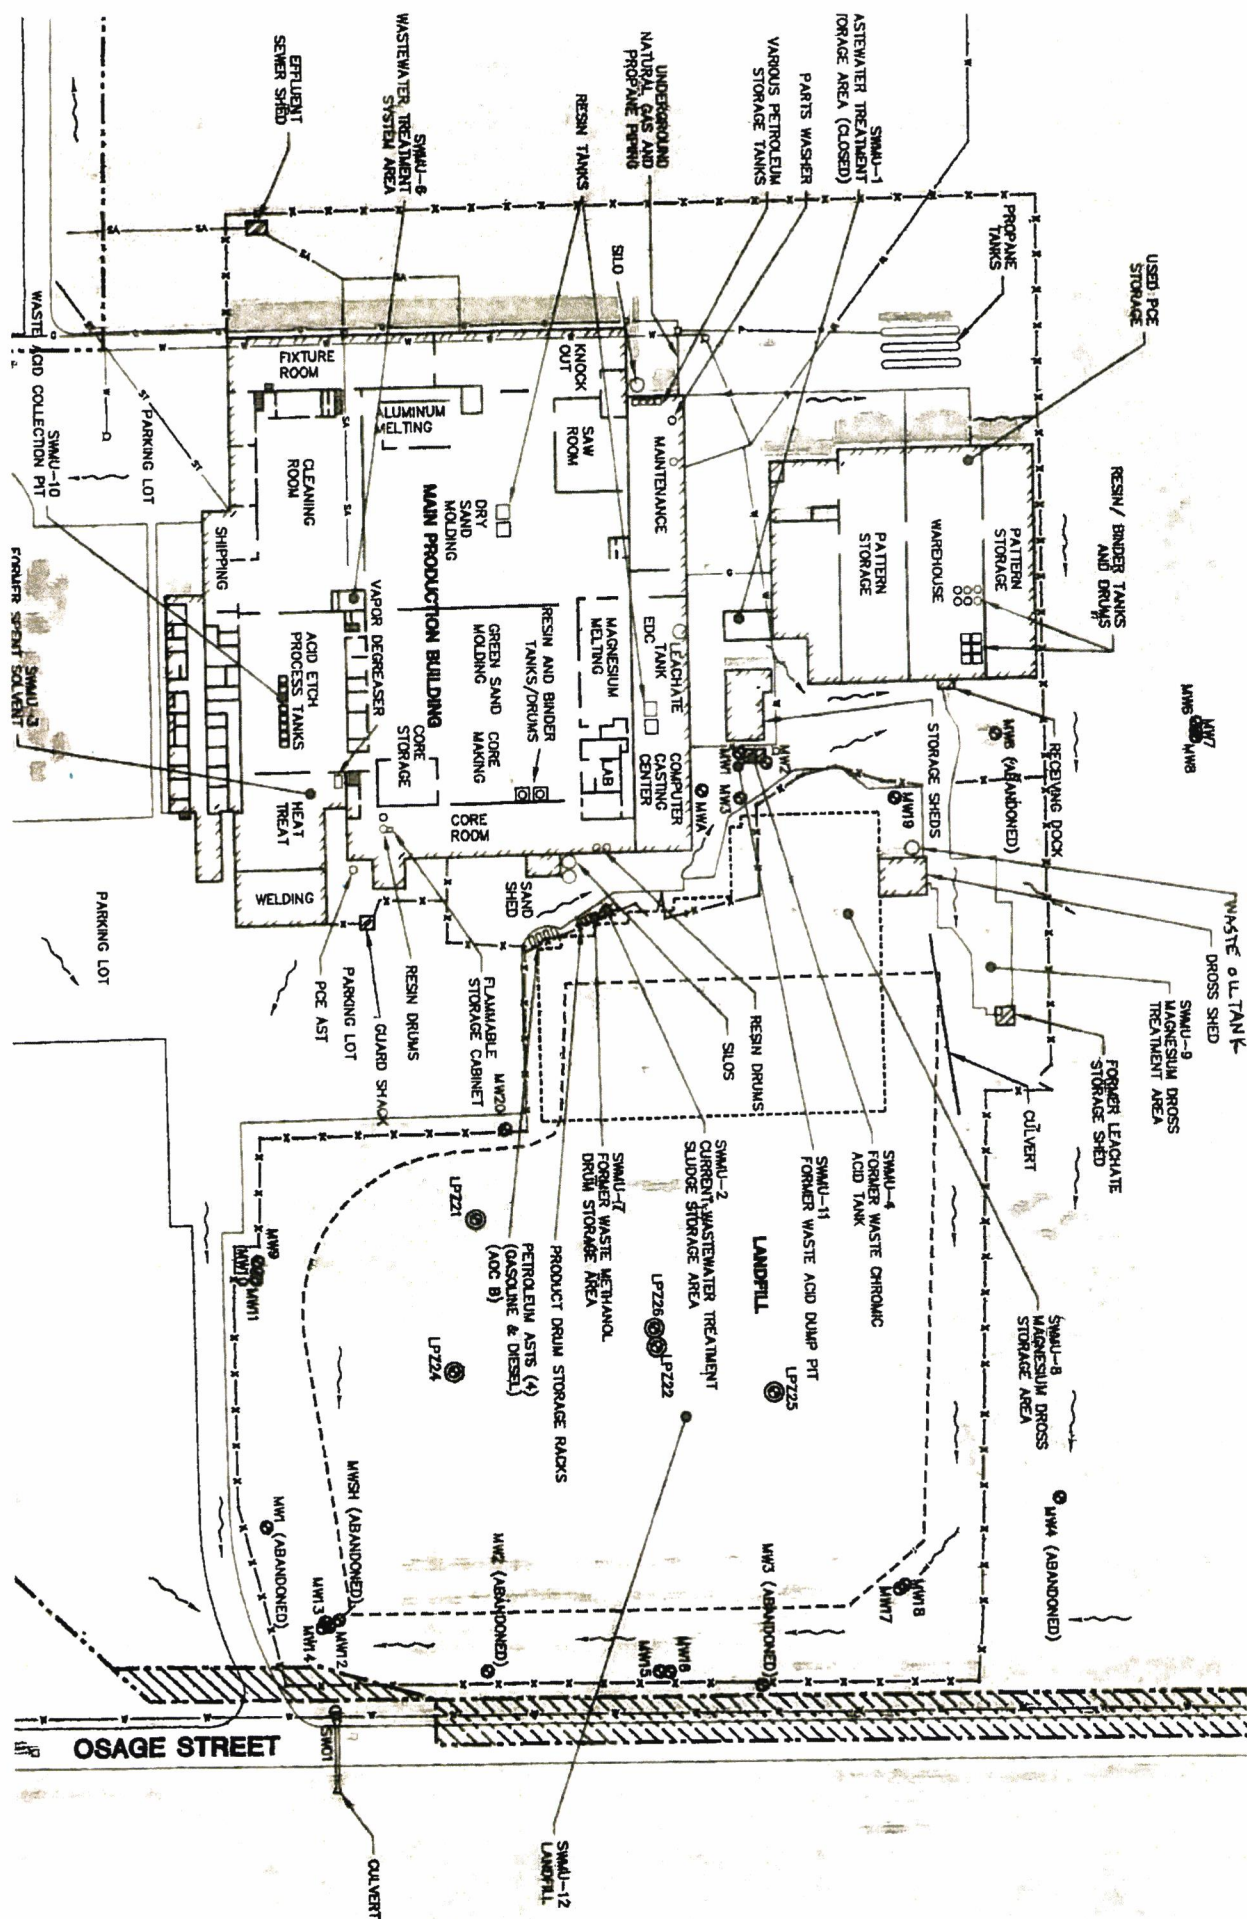 SWMU-1
ASTEWATER TREATMENT
TORAGE AREA (CLOSED)
PARTS WASHER
VARIOUS PETROLEUM
STORAGE TANKS
UNDERGROUND
NATURAL GAS AND
PROPANE PIPING
RESIN TANKS
SWMU-6
WASTEWATER TREATMENT
SYSTEM AREA
EFFLUENT
SEWER SHED
PROPANE
TANKS
USED PCE
STORAGE
RESIN/ BINDER TANKS
AND DRUMS
SILO
KNOCK
OUT
FIXTURE
ROOM
ALUMINUM
MELTING
SAW
ROOM
MAINTENANCE
PATTERN
STORAGE
WAREHOUSE
PATTERN
STORAGE
CLEANING
ROOM
DRY
SAND
MOLDING
MAIN PRODUCTION BUILDING
SHIPPING
PARKING LOT
SWMU-10
WASTE ACID COLLECTION PIT
VAPOR DEGREASER
ACID ETCH
PROCESS TANKS
GREEN SAND
MOLDING
RESIN AND BINDER
TANKS/DRUMS
MAGNESIUM
MELTING
EDC
LEACHATE
TANK
CORE
MAKING
CORE
STORAGE
LAB
COMPUTER
CASTING
CENTER
CORE
ROOM
HEAT
TREAT
WELDING
SWMU-3
FORMER SPENT SOLVENT
STORAGE SHEDS
RECEIVING DOCK
MW6 (ABANDONED)
MW6
MW7
MW8
MW1
MW2
MW3
MWA
MW19
SAND
SHED
PARKING LOT
PCE AST
PARKING LOT
GUARD SHACK
RESIN DRUMS
FLAMMABLE
STORAGE CABINET
MW20
SILOS
RESIN DRUMS
WASTE OIL TANK
DROSS SHED
SWMU-9
MAGNESIUM DROSS
TREATMENT AREA
FORMER LEACHATE
STORAGE SHED
CULVERT
SWMU-4
FORMER WASTE CHROMIC
ACID TANK
SWMU-11
FORMER WASTE ACID DUMP PIT
SWMU-2
CURRENT WASTEWATER TREATMENT
SLUDGE STORAGE AREA
SWMU-17
FORMER WASTE METHANOL
DRUM STORAGE AREA
PRODUCT DRUM STORAGE RACKS
PETROLEUM ASTS (4)
(GASOLINE & DIESEL)
(AOC B)
LANDFILL
SWMU-8
MAGNESIUM DROSS
STORAGE AREA
LPZ21
LPZ24
LPZ26
LPZ22
LPZ25
MW9
MW10
MW11
MW1 (ABANDONED)
MWSH (ABANDONED)
MW2 (ABANDONED)
MW3 (ABANDONED)
MW4 (ABANDONED)
MW13
MW14
MW12
MW15
MW16
MW17
MW18
OSAGE STREET
SW01
CULVERT
SWMU-12
LANDFILL